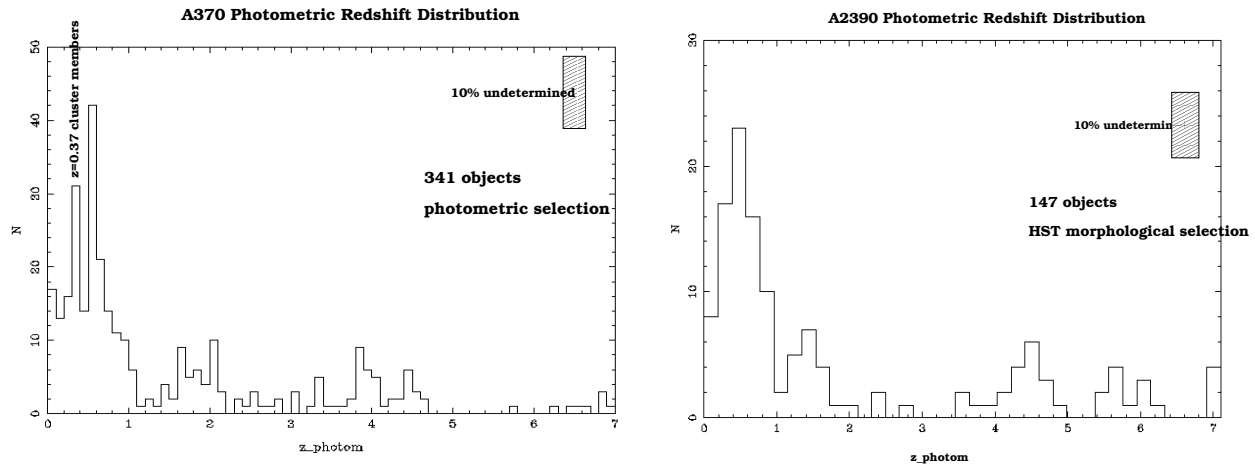 A370 Photometric Redshift Distribution
50
40
30
20
10
0
N
z=0.37 cluster members
10% undetermined
341 objects
photometric selection
0 1 2 3 4 5 6 7
z_photom
A2390 Photometric Redshift Distribution
30
20
10
0
N
10% undetermin
147 objects
HST morphological selection
0 1 2 3 4 5 6 7
z_photom